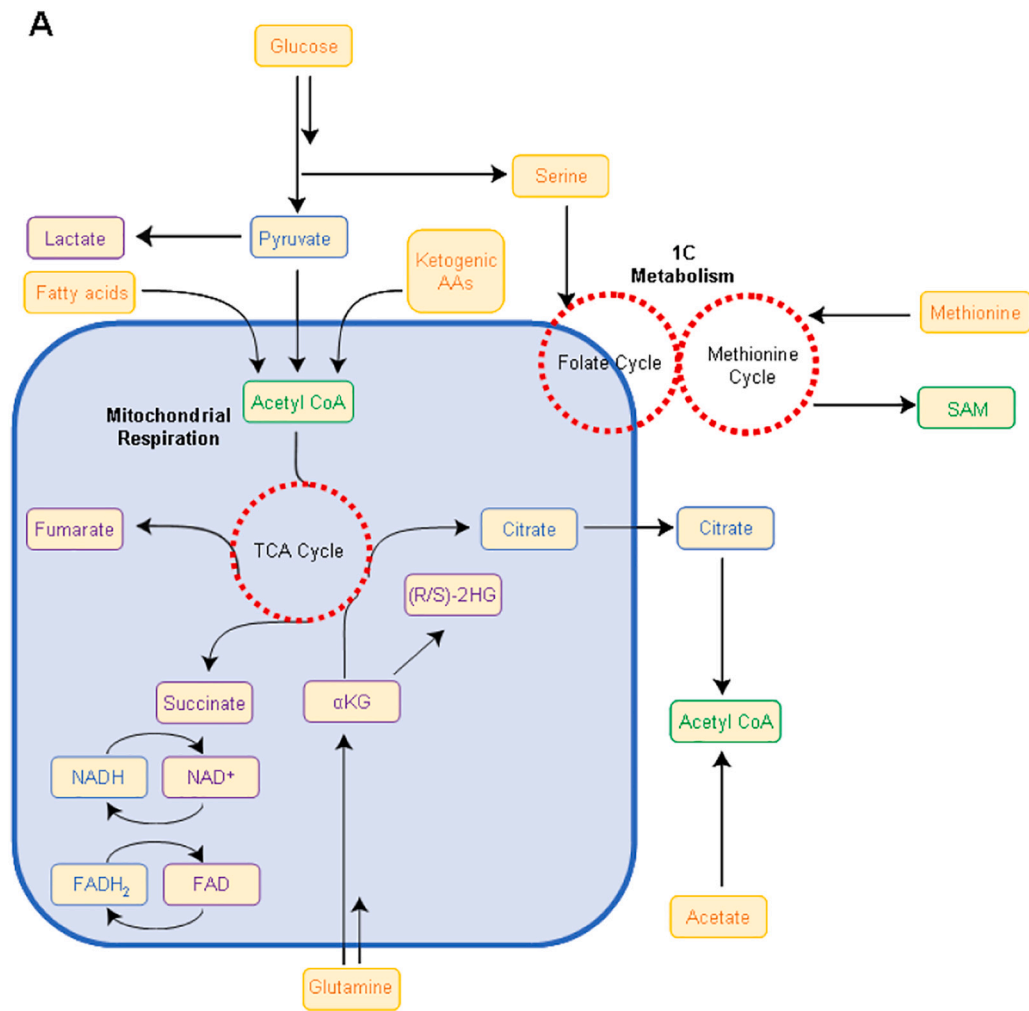 A
Glucose
Serine
Lactate
Pyruvate
Ketogenic
AAs
1C
Metabolism
Fatty acids
Methionine
Folate Cycle
Methionine
Cycle
Acetyl CoA
SAM
Mitochondrial
Respiration
Fumarate
TCA Cycle
Citrate
Citrate
(R/S)-2HG
Succinate
αKG
Acetyl CoA
NADH
NAD⁺
FADH₂
FAD
Acetate
Glutamine